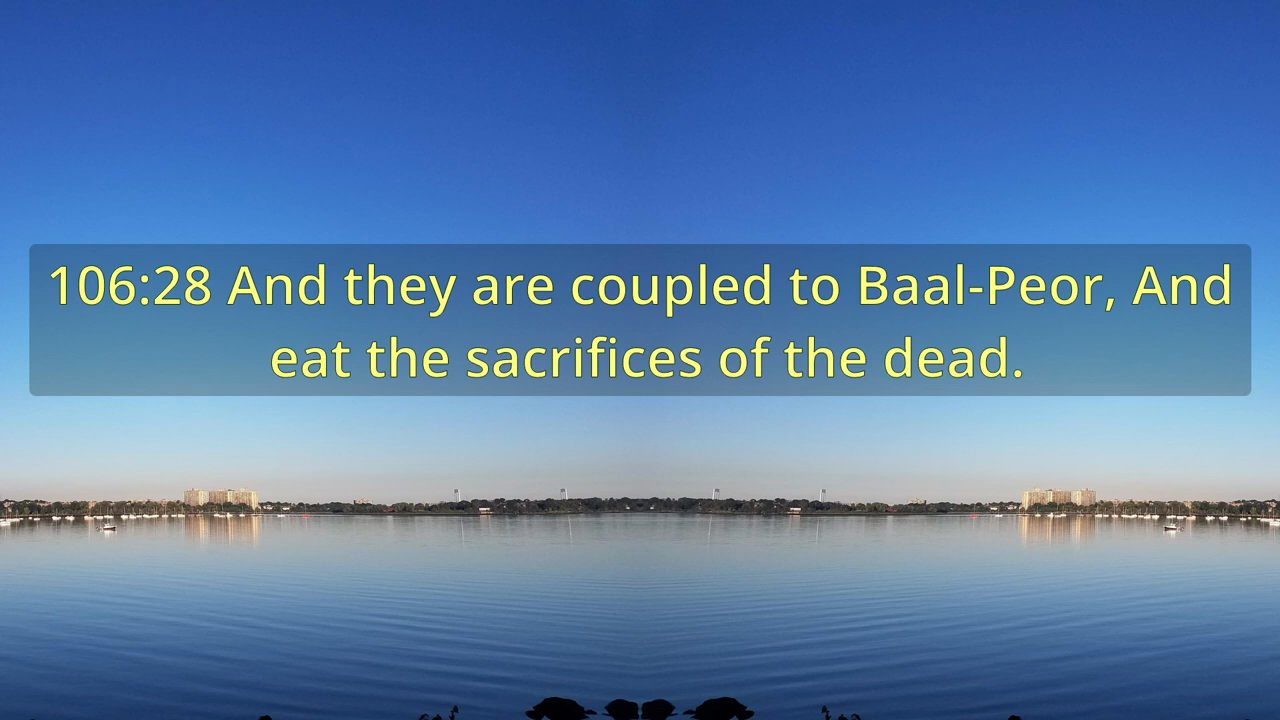 106:28 And they are coupled to Baal-Peor, And
eat the sacrifices of the dead.